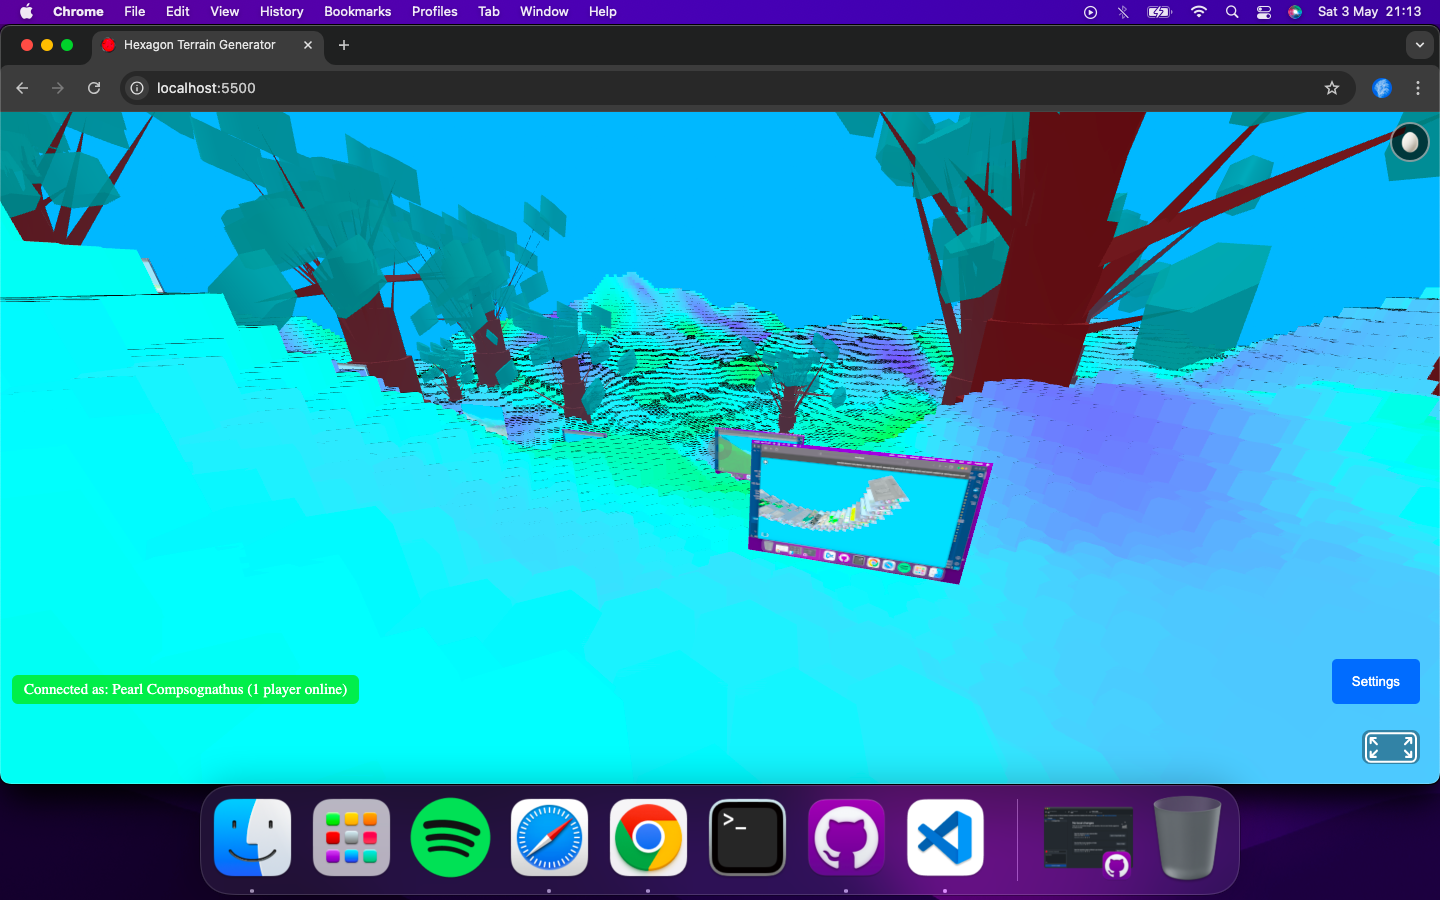 Chrome File Edit View History Bookmarks Profiles Tab Window Help Sat 3 May 21:13
Hexagon Terrain Generator
localhost:5500
Connected as: Pearl Compsognathus (1 player online)
Settings
>_